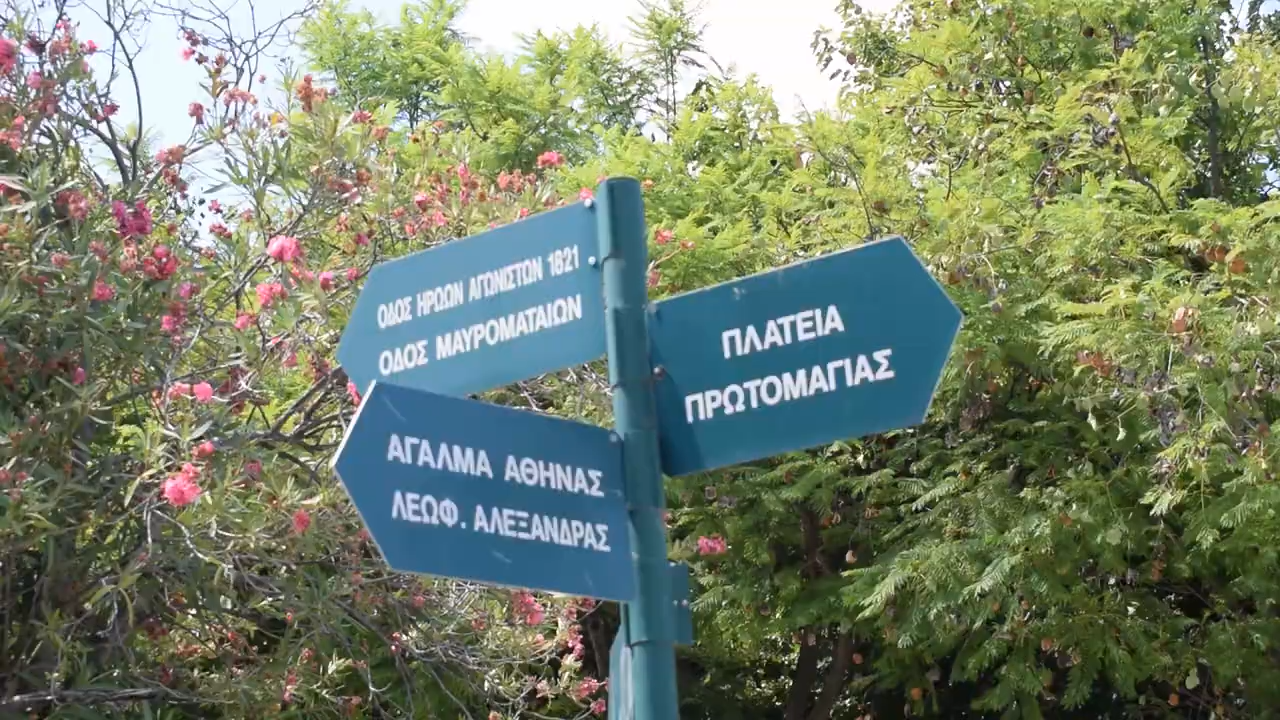 ΟΔΟΣ ΗΡΩΩΝ ΑΓΩΝΙΣΤΩΝ 1821
ΟΔΟΣ ΜΑΥΡΟΜΑΤΑΙΩΝ
ΠΛΑΤΕΙΑ
ΠΡΩΤΟΜΑΓΙΑΣ
ΑΓΑΛΜΑ ΑΘΗΝΑΣ
ΛΕΩΦ. ΑΛΕΞΑΝΔΡΑΣ